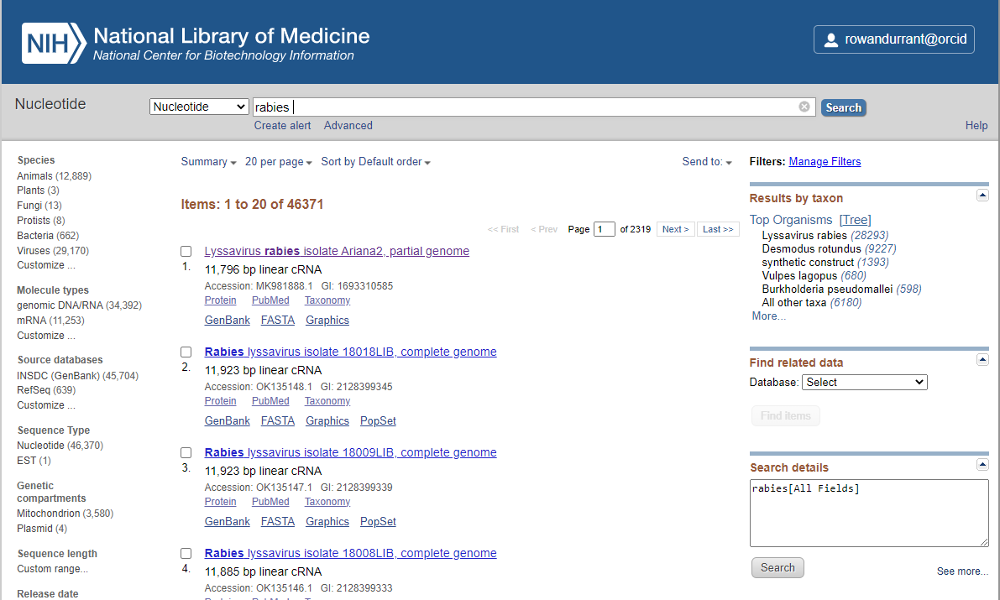 NIH National Library of Medicine
National Center for Biotechnology Information
rowandurrant@orcid
Nucleotide
Nucleotide
rabies
Search
Create alert Advanced
Help
Species
Animals (12,889)
Plants (3)
Fungi (13)
Protists (8)
Bacteria (662)
Viruses (29,170)
Customize ...
Molecule types
genomic DNA/RNA (34,392)
mRNA (11,253)
Customize ...
Source databases
INSDC (GenBank) (45,704)
RefSeq (639)
Customize ...
Sequence Type
Nucleotide (46,370)
EST (1)
Genetic
compartments
Mitochondrion (3,580)
Plasmid (4)
Sequence length
Custom range...
Release date
Summary 20 per page Sort by Default order
Send to:
Items: 1 to 20 of 46371
<< First < Prev Page 1 of 2319 Next > Last >>
Lyssavirus rabies isolate Ariana2, partial genome
1. 11,796 bp linear cRNA
Accession: MK981888.1 GI: 1693310585
Protein PubMed Taxonomy
GenBank FASTA Graphics
Rabies lyssavirus isolate 18018LIB, complete genome
2. 11,923 bp linear cRNA
Accession: OK135148.1 GI: 2128399345
Protein PubMed Taxonomy
GenBank FASTA Graphics PopSet
Rabies lyssavirus isolate 18009LIB, complete genome
3. 11,923 bp linear cRNA
Accession: OK135147.1 GI: 2128399339
Protein PubMed Taxonomy
GenBank FASTA Graphics PopSet
Rabies lyssavirus isolate 18008LIB, complete genome
4. 11,885 bp linear cRNA
Accession: OK135146.1 GI: 2128399333
Filters: Manage Filters
Results by taxon
Top Organisms [Tree]
Lyssavirus rabies (28293)
Desmodus rotundus (9227)
synthetic construct (1393)
Vulpes lagopus (680)
Burkholderia pseudomallei (598)
All other taxa (6180)
More...
Find related data
Database: Select
Find items
Search details
rabies[All Fields]
Search
See more...